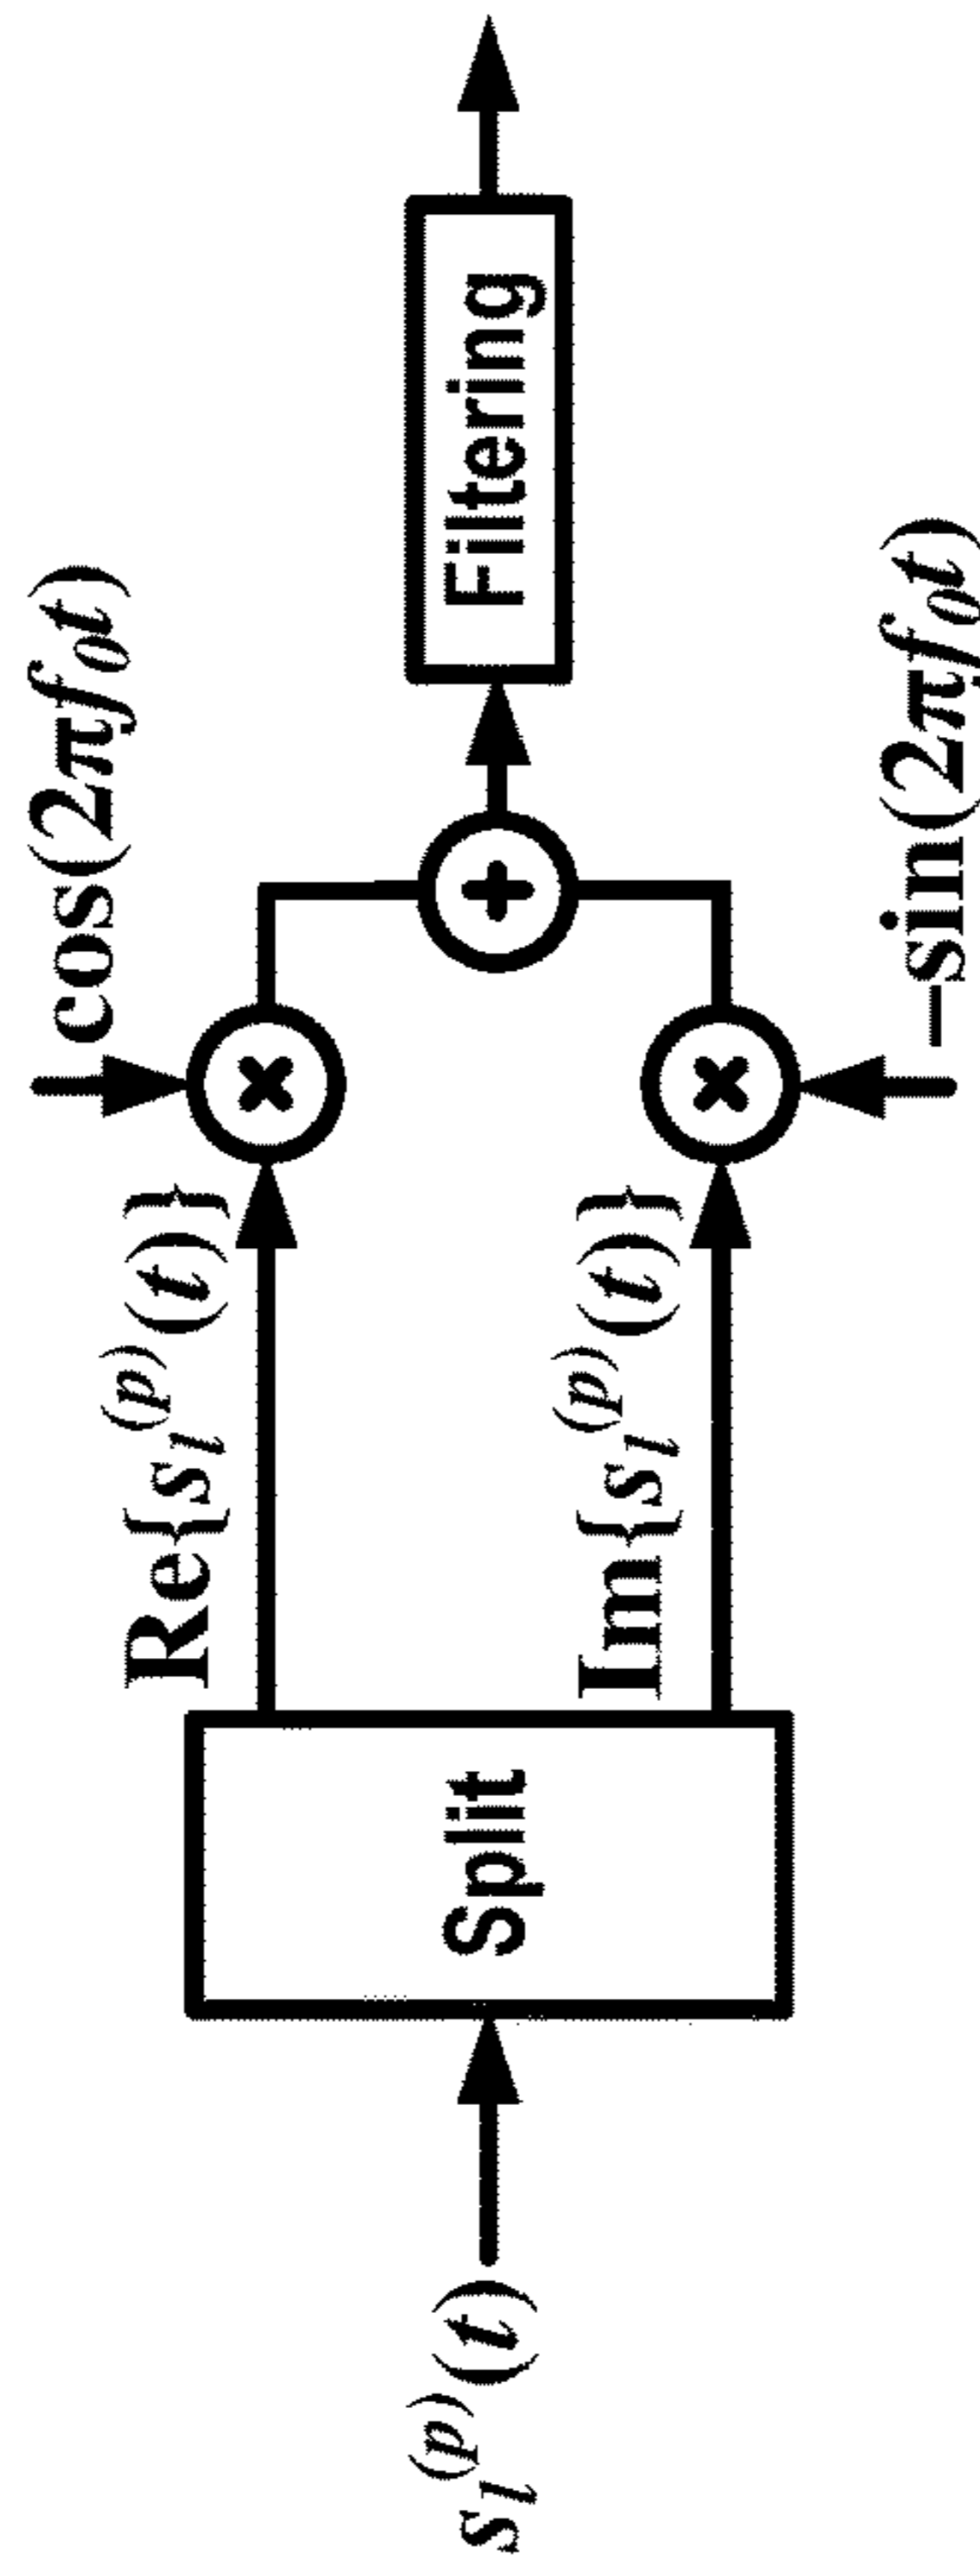 s_l^(p)(t)
Split
Re{s_l^(p)(t)}
Im{s_l^(p)(t)}
×
×
cos(2πf_0t)
–sin(2πf_0t)
+
Filtering